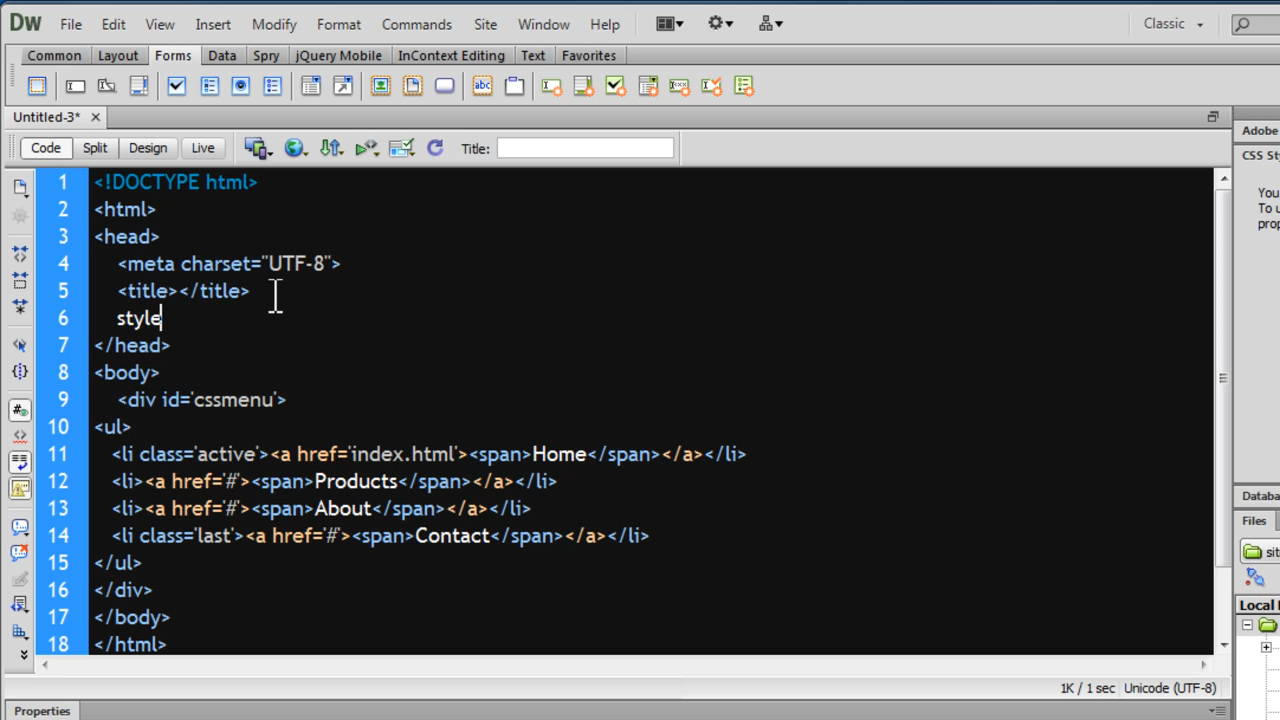 Dw File Edit View Insert Modify Format Commands Site Window Help Classic
Common Layout Forms Data Spry jQuery Mobile InContext Editing Text Favorites
abc
Untitled-3* ×
Code Split Design Live Title:
Adobe
CSS St
You
To u
prop
1 <!DOCTYPE html>
2 <html>
3 <head>
4 <meta charset="UTF-8">
5 <title></title>
6 style
7 </head>
8 <body>
9 <div id='cssmenu'>
10 <ul>
11 <li class='active'><a href='index.html'><span>Home</span></a></li>
12 <li><a href='#'><span>Products</span></a></li>
13 <li><a href='#'><span>About</span></a></li>
14 <li class='last'><a href='#'><span>Contact</span></a></li>
15 </ul>
16 </div>
17 </body>
18 </html>
Databa
Files
sit
Local
1K / 1 sec Unicode (UTF-8)
Properties